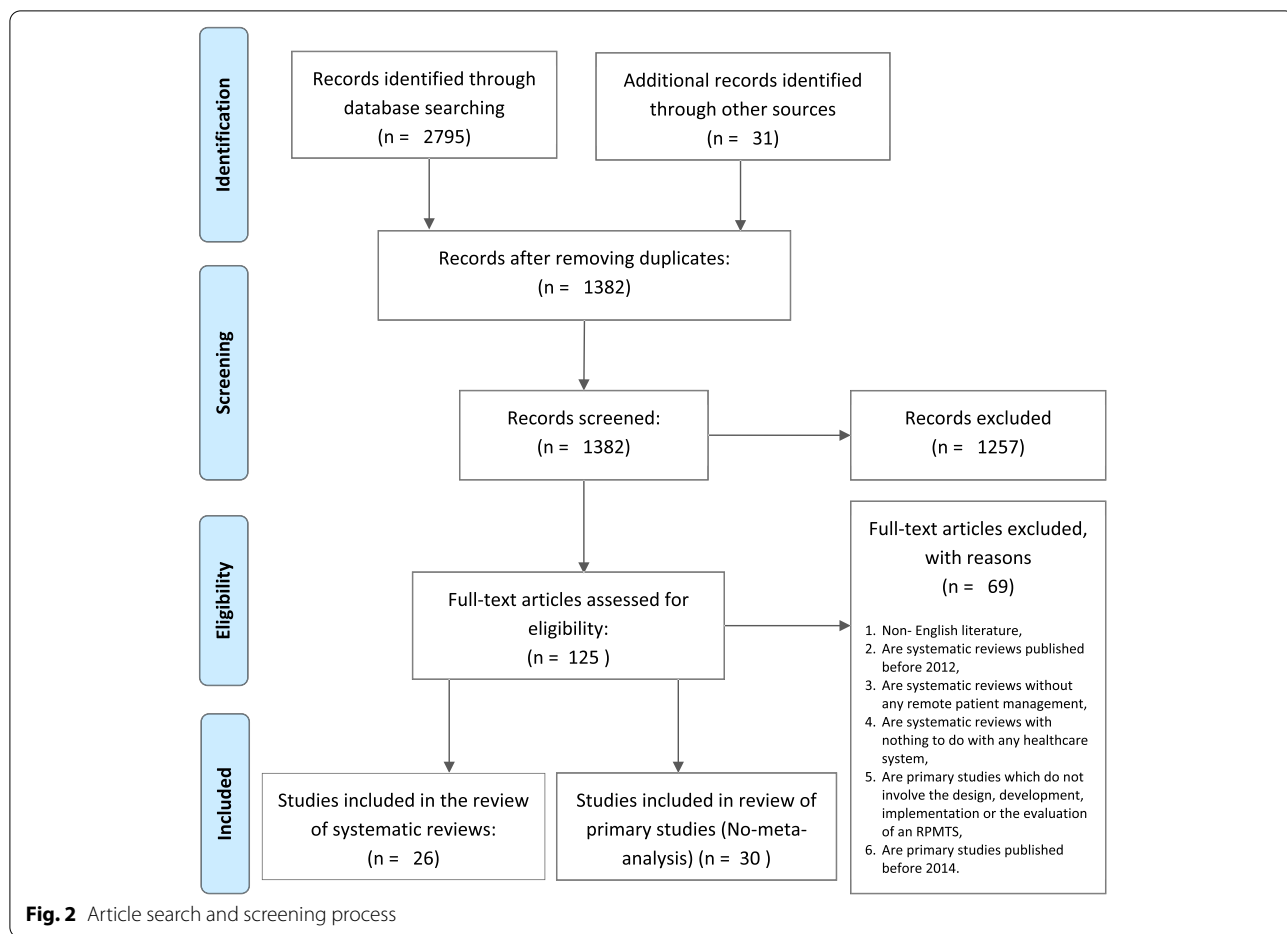 Identification
Records identified through
database searching
(n = 2795)
Additional records identified
through other sources
(n = 31)
Records after removing duplicates:
(n = 1382)
Screening
Records screened:
(n = 1382)
Records excluded
(n = 1257)
Eligibility
Full-text articles assessed for
eligibility:
(n = 125 )
Full-text articles excluded,
with reasons
(n = 69)
1. Non- English literature,
2. Are systematic reviews published
before 2012,
3. Are systematic reviews without
any remote patient management,
4. Are systematic reviews with
nothing to do with any healthcare
system,
5. Are primary studies which do not
involve the design, development,
implementation or the evaluation
of an RPMTS,
6. Are primary studies published
before 2014.
Included
Studies included in the review
of systematic reviews:
(n = 26)
Studies included in review of
primary studies (No-meta-
analysis) (n = 30 )
Fig. 2 Article search and screening process